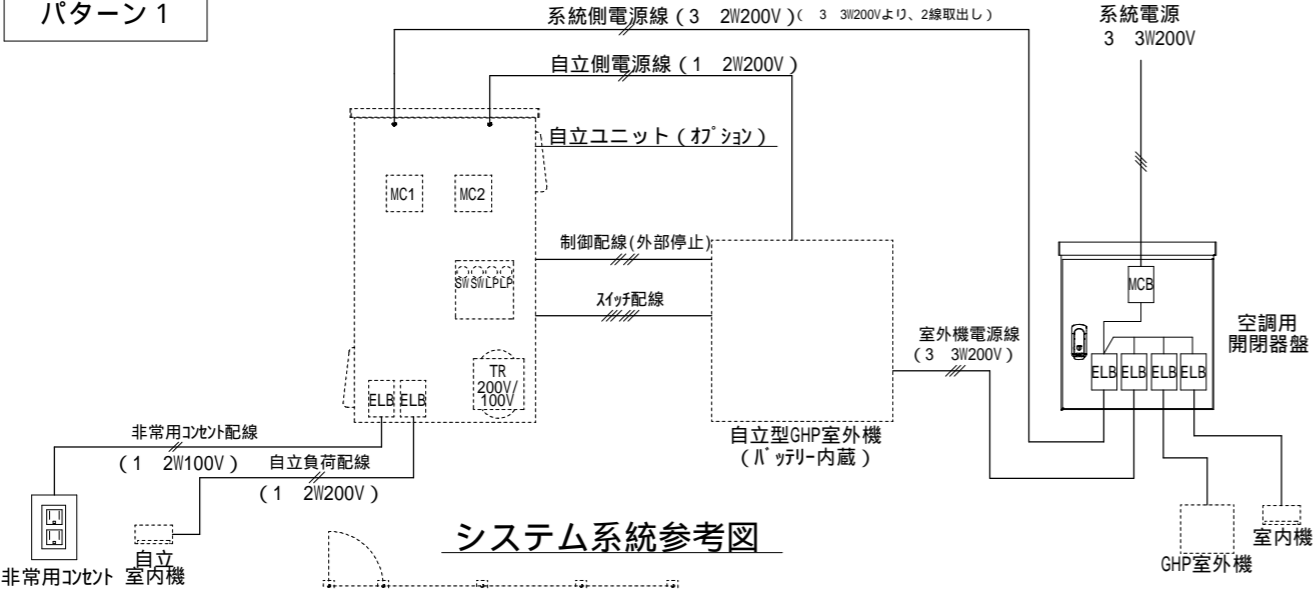 パターン１
系統側電源線（３　2W200V）（　3　3W200Vより、2線取出し）
系統電源
３　3W200V
自立側電源線（１　2W200V）
自立ユニット（ｵﾌﾟｼｮﾝ）
MC1
MC2
制御配線(外部停止)
SW SW LP LP
ｽｲｯﾁ配線
MCB
空調用
開閉器盤
室外機電源線
（３　3W200V）
TR
200V/
100V
ELB ELB
ELB ELB ELB ELB
非常用ｺﾝｾﾝﾄ配線
（１　2W100V）
自立負荷配線
（１　2W200V）
自立型GHP室外機
（ﾊﾞｯﾃﾘｰ内蔵）
システム系統参考図
非常用ｺﾝｾﾝﾄ
自立
室内機
GHP室外機
室内機